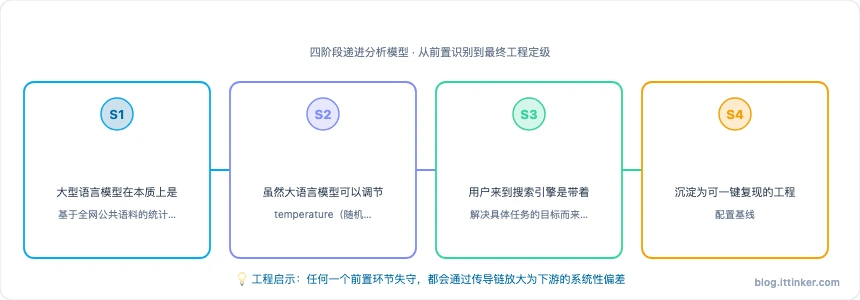 四阶段递进分析模型 · 从前置识别到最终工程定级
S1
大型语言模型在本质上是
基于全网公共语料的统计...
S2
虽然大语言模型可以调节
temperature（随机...
S3
用户来到搜索引擎是带着
解决具体任务的目标而来...
S4
沉淀为可一键复现的工程
配置基线
💡 工程启示：任何一个前置环节失守，都会通过传导链放大为下游的系统性偏差
blog.ittinker.com